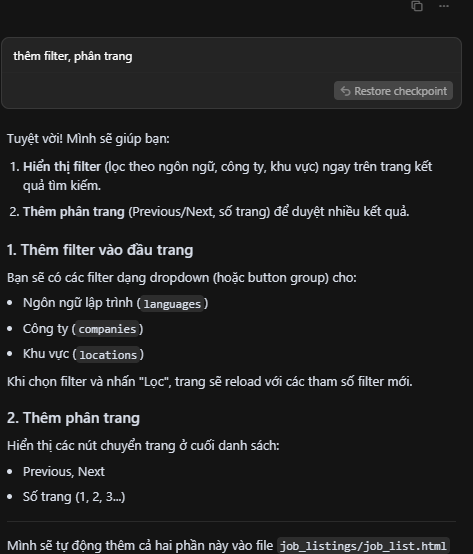 thêm filter, phân trang
Restore checkpoint
Tuyệt vời! Mình sẽ giúp bạn:
1. Hiển thị filter (lọc theo ngôn ngữ, công ty, khu vực) ngay trên trang kết
quả tìm kiếm.
2. Thêm phân trang (Previous/Next, số trang) để duyệt nhiều kết quả.
1. Thêm filter vào đầu trang
Bạn sẽ có các filter dạng dropdown (hoặc button group) cho:
• Ngôn ngữ lập trình (languages)
• Công ty (companies)
• Khu vực (locations)
Khi chọn filter và nhấn "Lọc", trang sẽ reload với các tham số filter mới.
2. Thêm phân trang
Hiển thị các nút chuyển trang ở cuối danh sách:
• Previous, Next
• Số trang (1, 2, 3...)
Mình sẽ tự động thêm cả hai phần này vào file job_listings/job_list.html